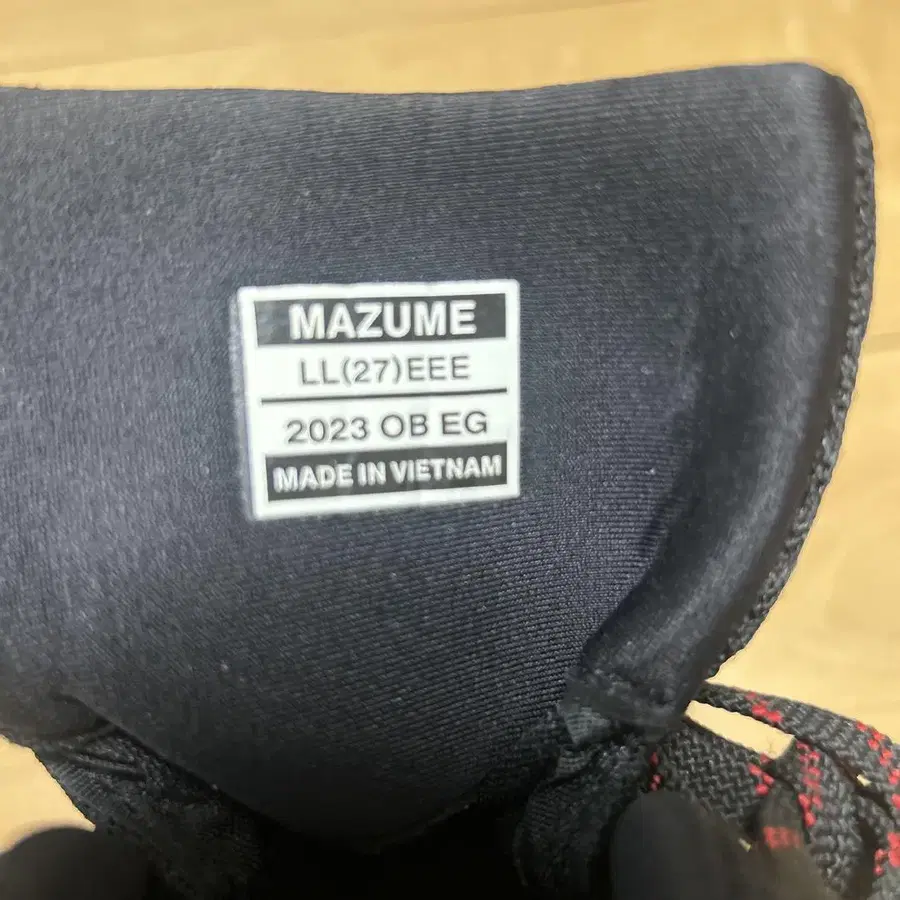 MAZUME
LL(27)EEE
2023 OB EG
MADE IN VIETNAM